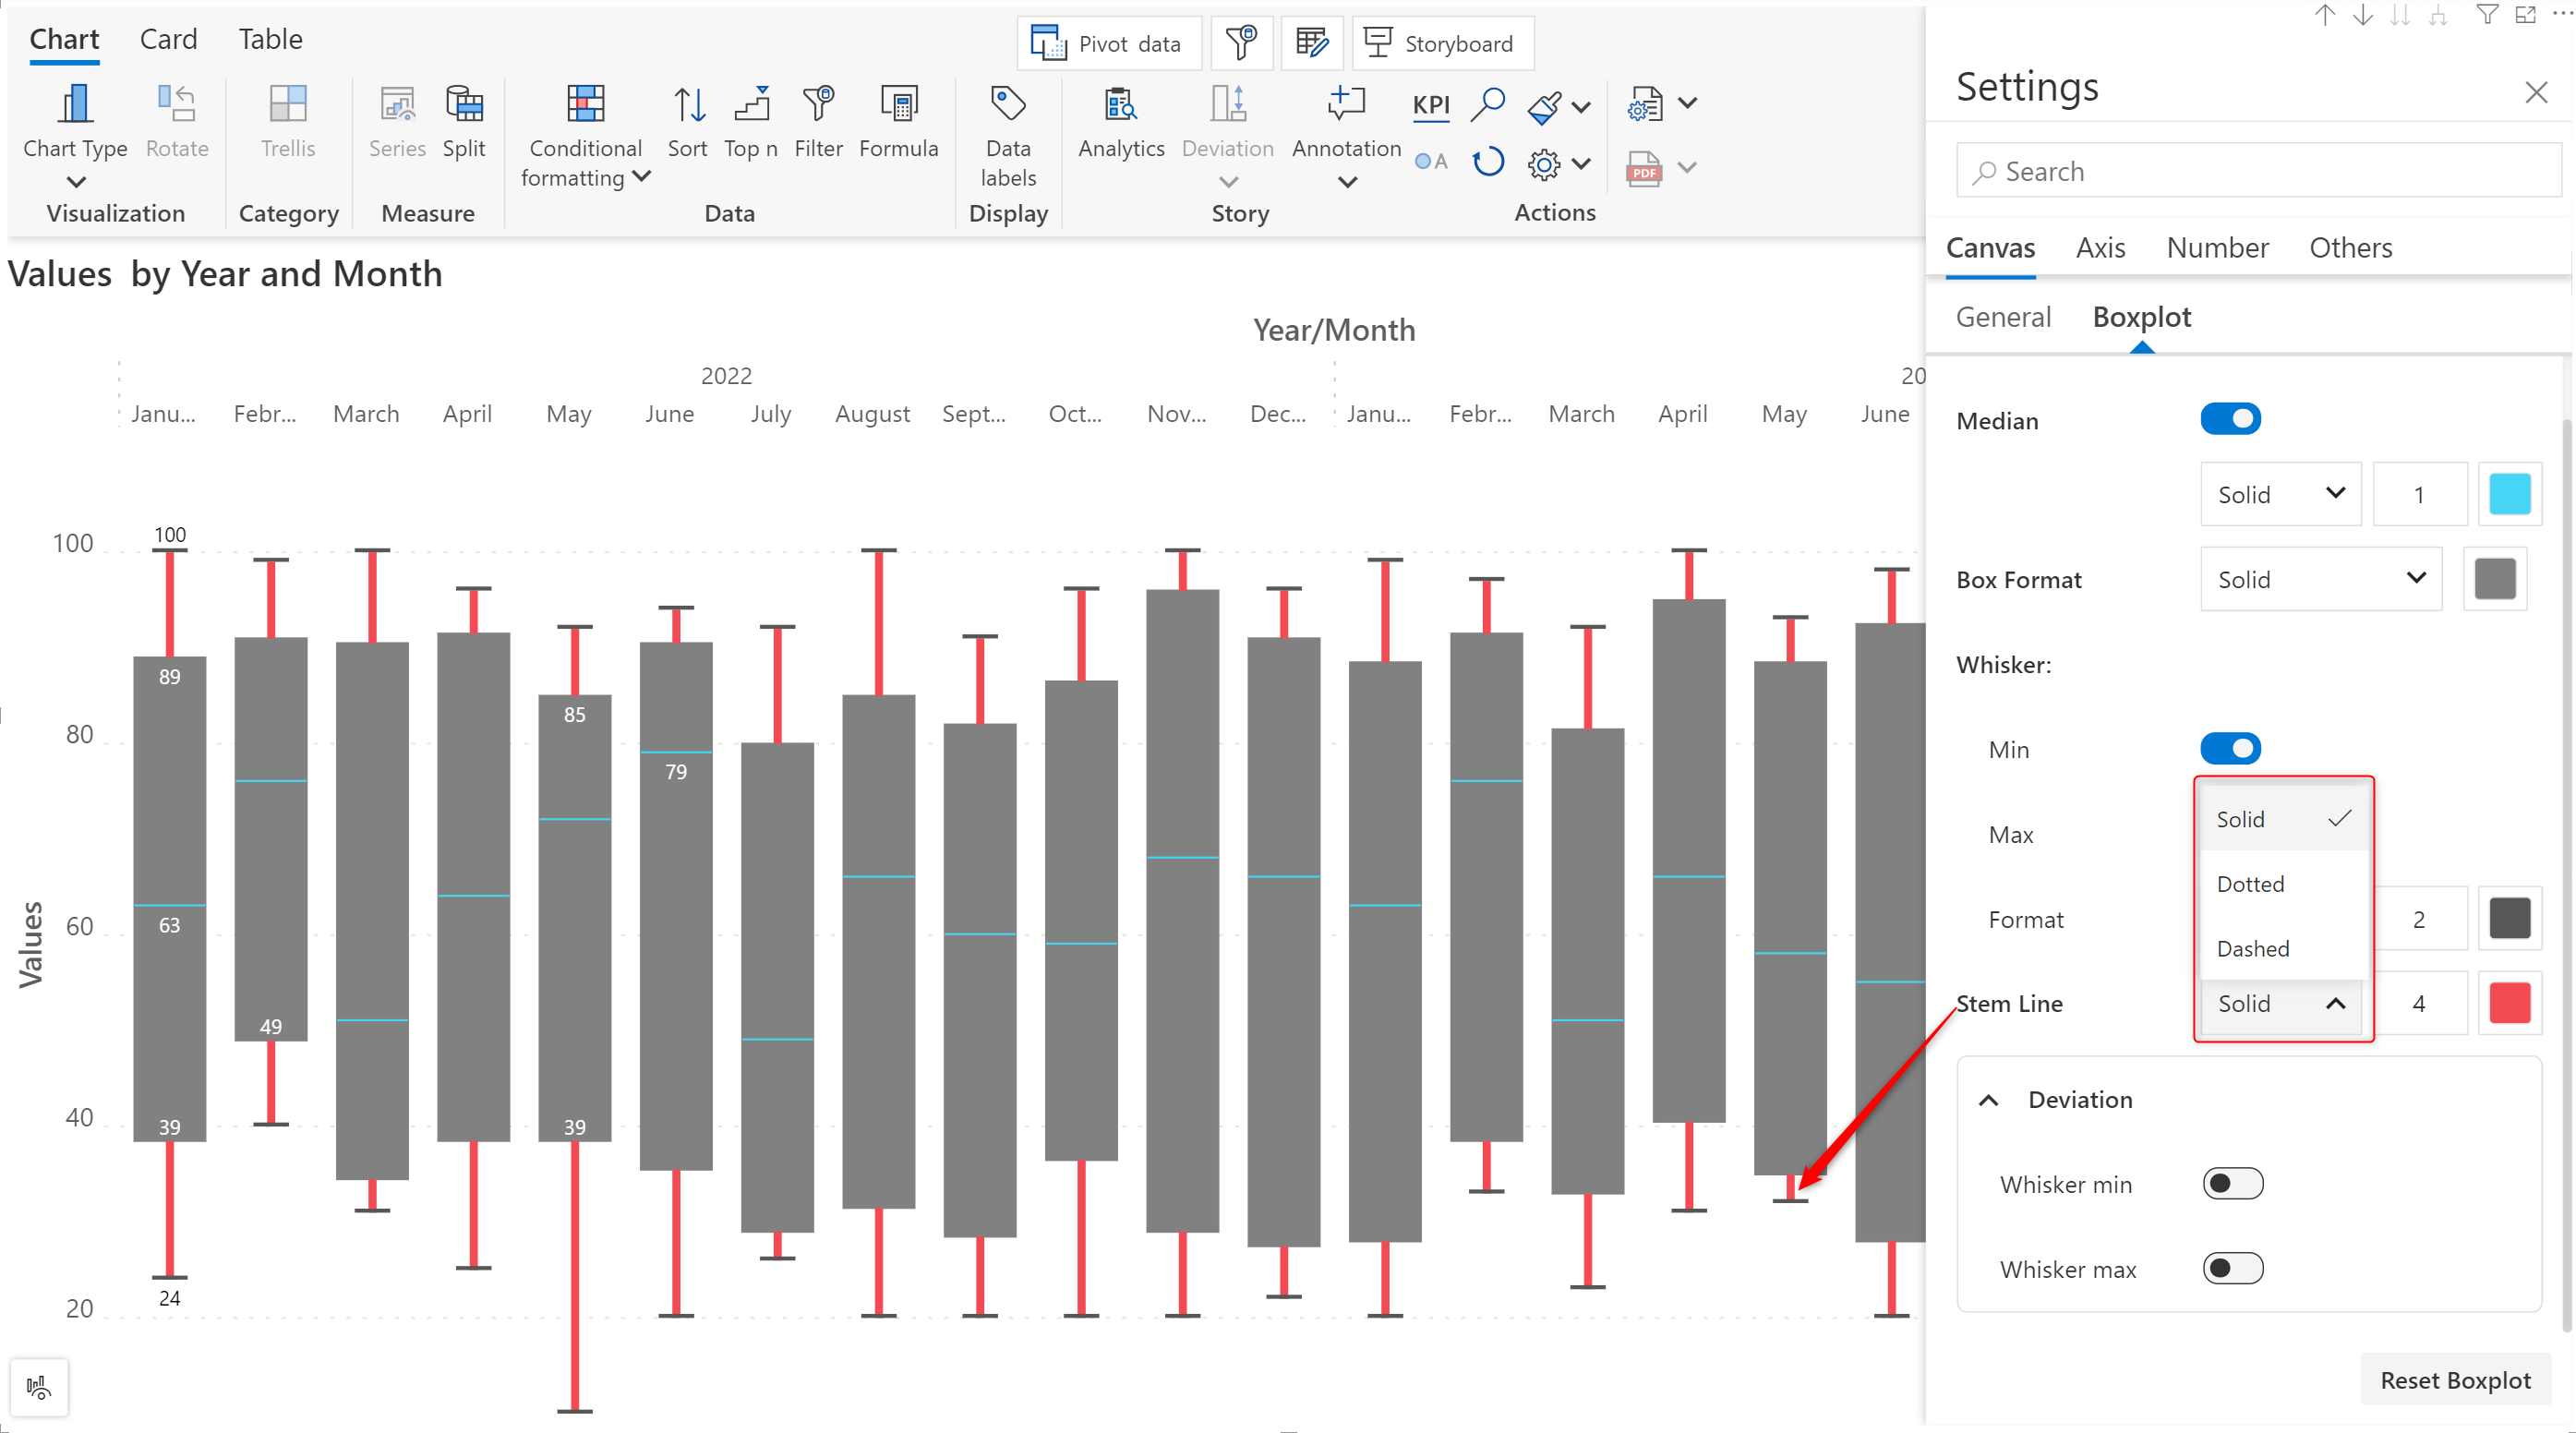 Chart Card Table
Pivot data Storyboard
Chart Type Rotate Trellis Series Split Conditional formatting Sort Top n Filter Formula Data labels Analytics Deviation Annotation KPI
A
PDF
Visualization Category Measure Data Display Story Actions
Values by Year and Month
Year/Month
2022 20
Janu... Febr... March April May June July August Sept... Oct... Nov... Dec... Janu... Febr... March April May June
Values
100
80
60
40
20
100
89
63
39
24
49
85
39
79
Settings
Search
Canvas Axis Number Others
General Boxplot
Median
Solid 1
Box Format Solid
Whisker:
Min
Max
Format 2
Solid
Dotted
Dashed
Stem Line Solid 4
Deviation
Whisker min
Whisker max
Reset Boxplot